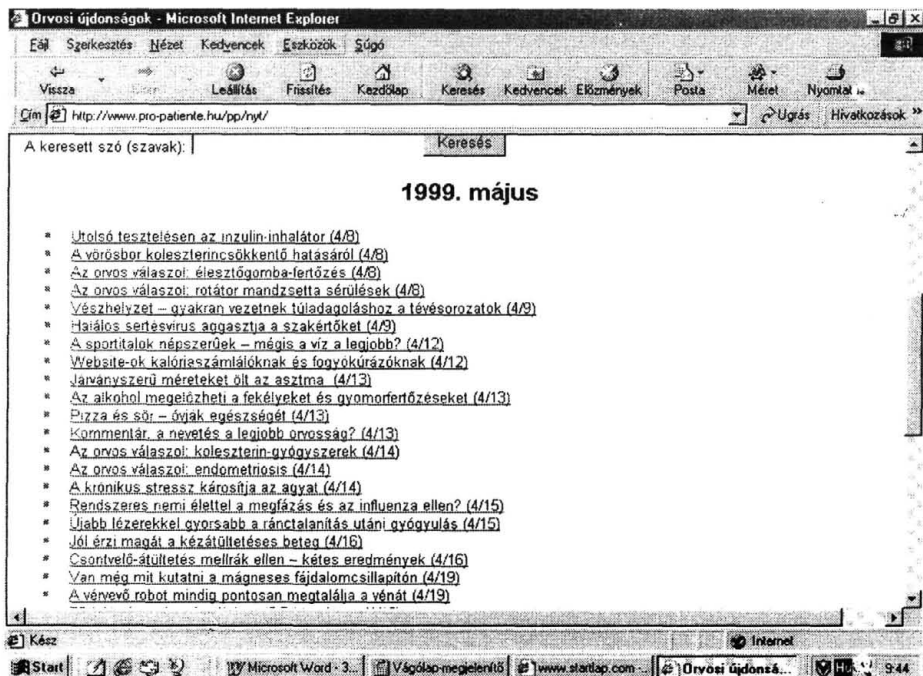 Orvosi újdonságok - Microsoft Internet Explorer
Fájl Szerkesztés Nézet Kedvencek Eszközök Súgó
Vissza Leállítás Frissítés Kezdőlap Keresés Kedvencek Előzmények Posta Méret Nyomtat
Cím http://www.pro-patiente.hu/pp/nyt/ Ugrás Hivatkozások »
A keresett szó (szavak): Keresés
1999. május
Utolsó tesztelésen az inzulin-inhalátor (4/8)
A vörösbor koleszterincsökkentő hatásáról (4/8)
Az orvos válaszol: élesztőgomba-fertőzés (4/8)
Az orvos válaszol: rotátor mandzsetta sérülések (4/8)
Vészhelyzet – gyakran vezetnek túladagoláshoz a tévésorozatok (4/9)
Halálos sertésvírus aggasztja a szakértőket (4/9)
A sportitalok népszerűek – mégis a víz a legjobb? (4/12)
Website-ok kalóriaszámlálóknak és fogyókúrázóknak (4/12)
Járványszerű méreteket ölt az asztma (4/13)
Az alkohol megelőzheti a fekélyeket és gyomorfertőzéseket (4/13)
Pizza és sör – óvják egészségét (4/13)
Kommentár, a nevetés a legjobb orvosság? (4/13)
Az orvos válaszol: koleszterin-gyógyszerek (4/14)
Az orvos válaszol: endometriosis (4/14)
A krónikus stressz károsítja az agyat (4/14)
Rendszeres nemi élettel a megfázás és az influenza ellen? (4/15)
Újabb lézerekkel gyorsabb a ránctalanítás utáni gyógyulás (4/15)
Jól érzi magát a kézátültetéses beteg (4/16)
Csontvelő-átültetés mellrák ellen – kétes eredmények (4/16)
Van még mit kutatni a mágneses fájdalomcsillapítón (4/19)
A vérvevő robot mindig pontosan megtalálja a vénát (4/19)
Kész Internet
Start Microsoft Word - 3... Vágólap-megjelenítő www.startlap.com -... Orvosi újdonsá... 9:44